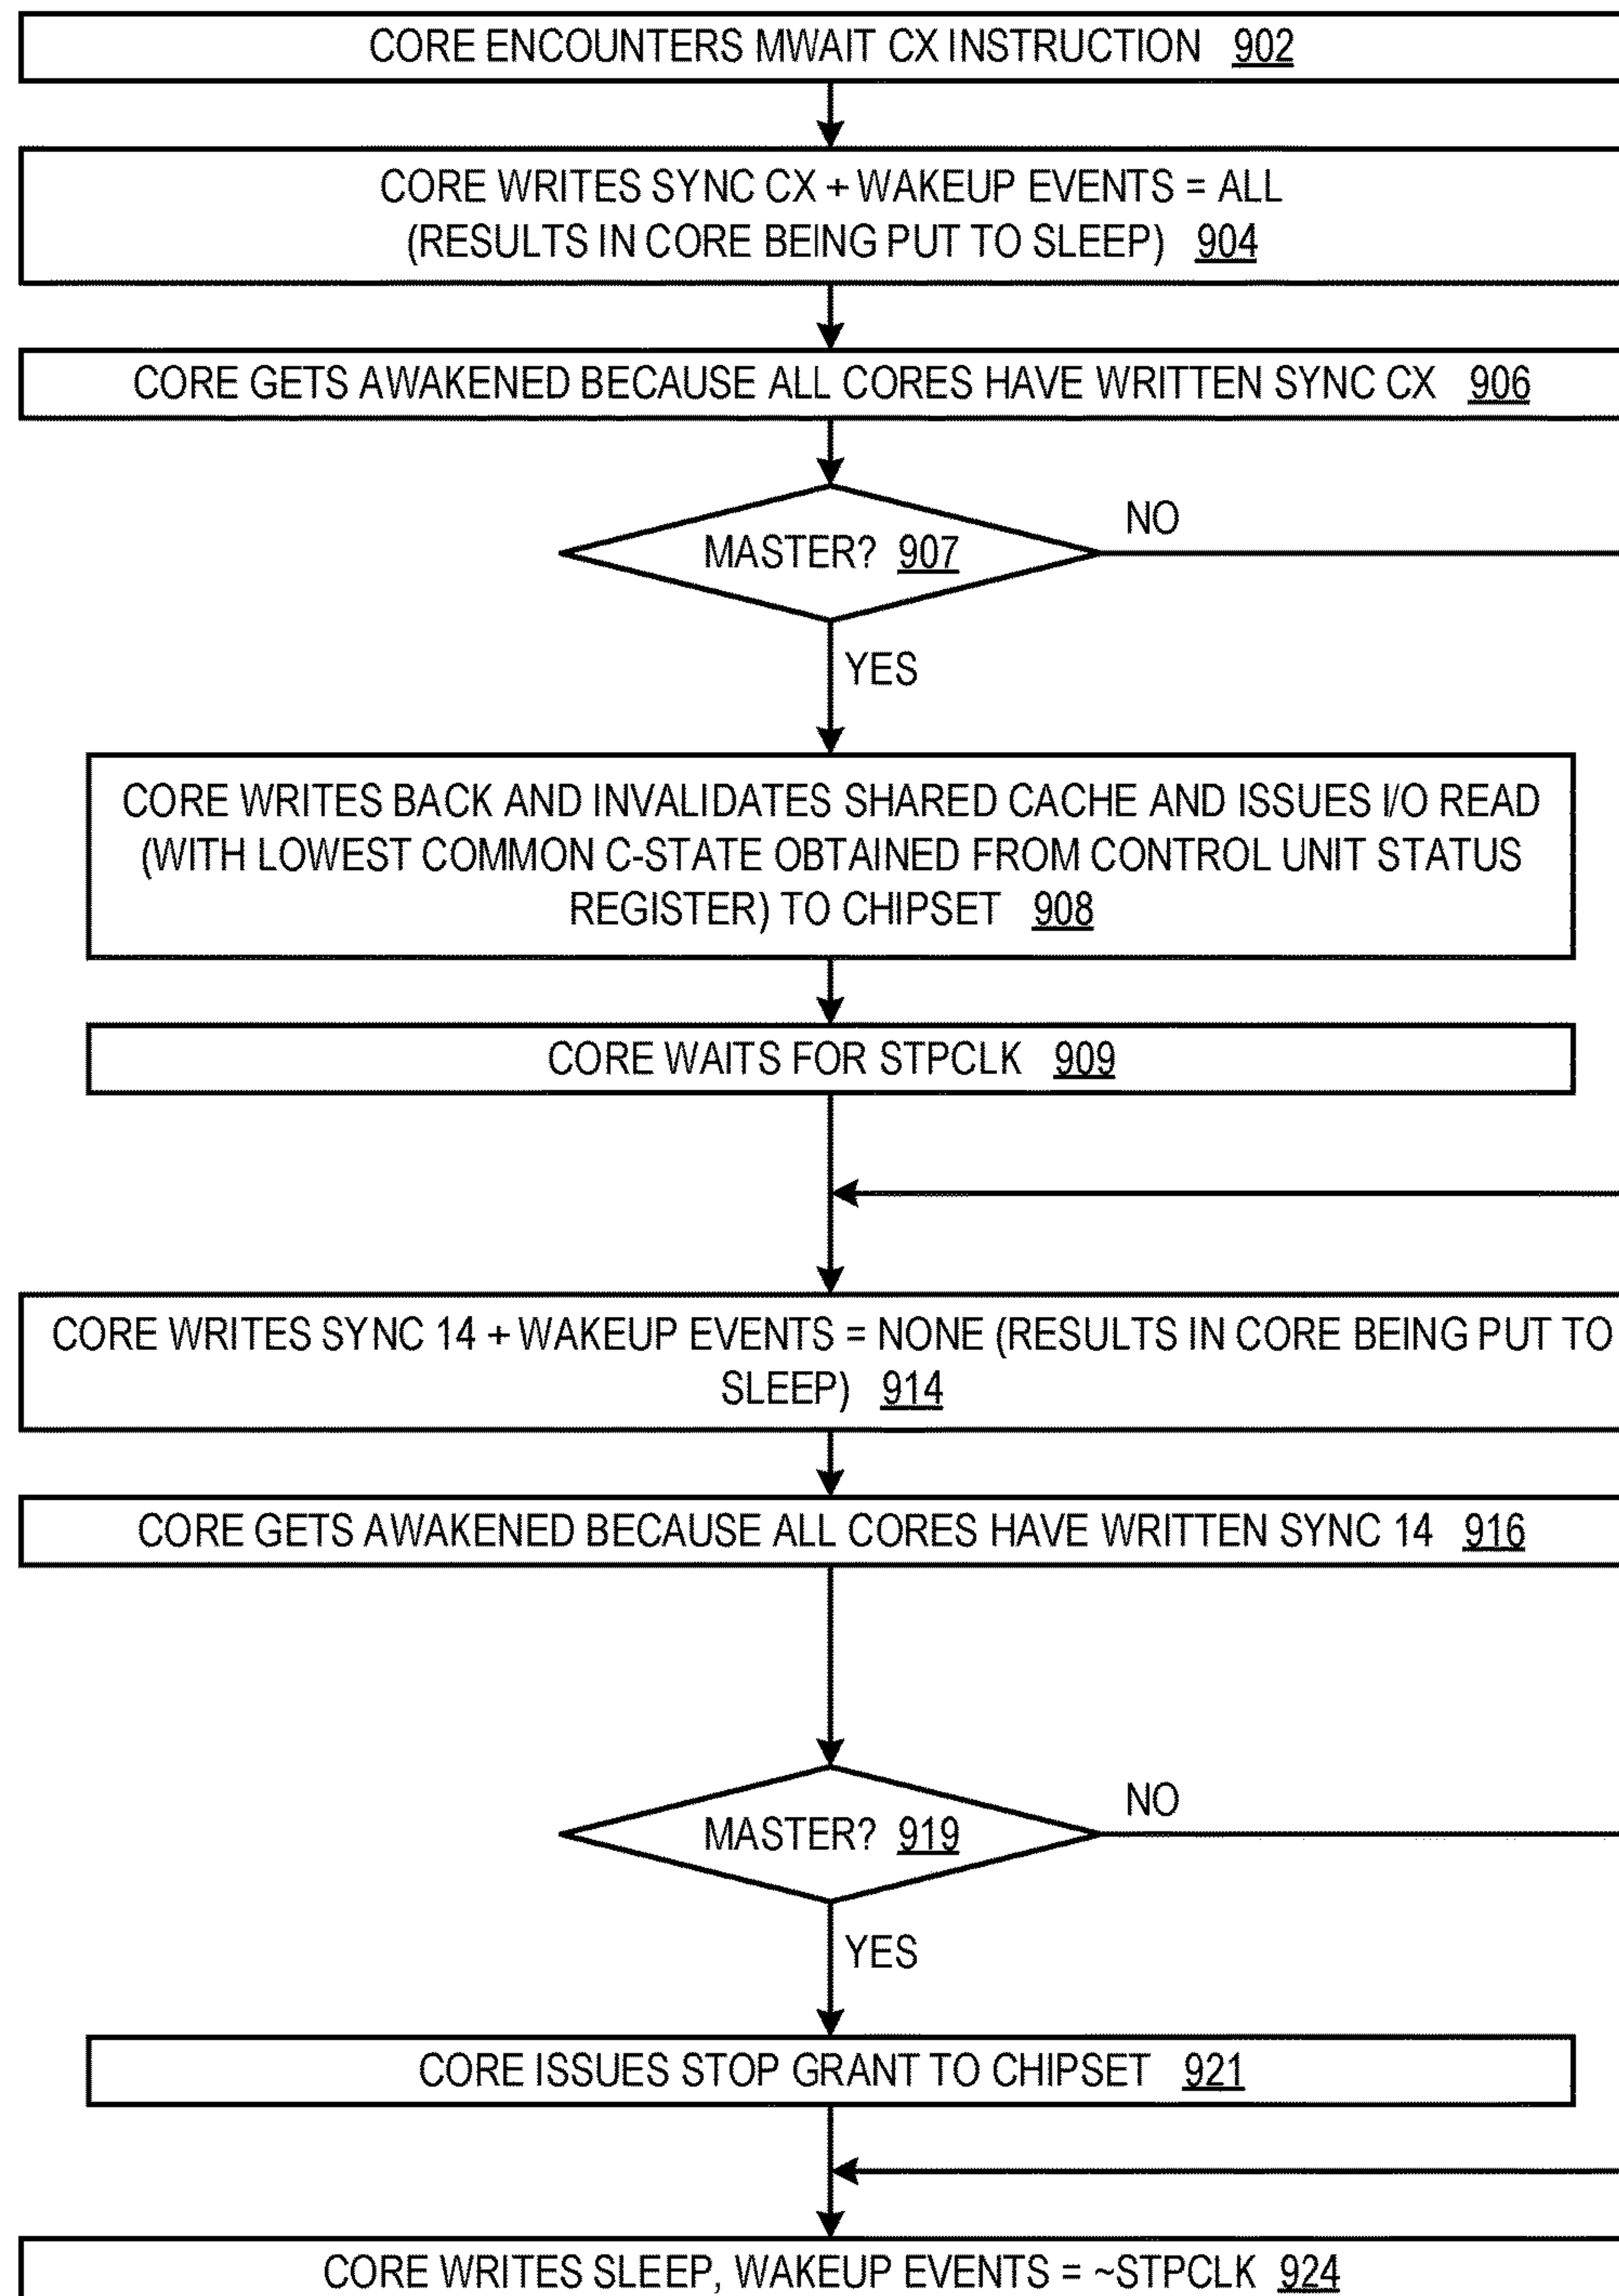 CORE ENCOUNTERS MWAIT CX INSTRUCTION 902
CORE WRITES SYNC CX + WAKEUP EVENTS = ALL
(RESULTS IN CORE BEING PUT TO SLEEP) 904
CORE GETS AWAKENED BECAUSE ALL CORES HAVE WRITTEN SYNC CX 906
NO
MASTER? 907
YES
CORE WRITES BACK AND INVALIDATES SHARED CACHE AND ISSUES I/O READ
(WITH LOWEST COMMON C-STATE OBTAINED FROM CONTROL UNIT STATUS
REGISTER) TO CHIPSET 908
CORE WAITS FOR STPCLK 909
CORE WRITES SYNC 14 + WAKEUP EVENTS = NONE (RESULTS IN CORE BEING PUT TO
SLEEP) 914
CORE GETS AWAKENED BECAUSE ALL CORES HAVE WRITTEN SYNC 14 916
NO
MASTER? 919
YES
CORE ISSUES STOP GRANT TO CHIPSET 921
CORE WRITES SLEEP, WAKEUP EVENTS = ~STPCLK 924